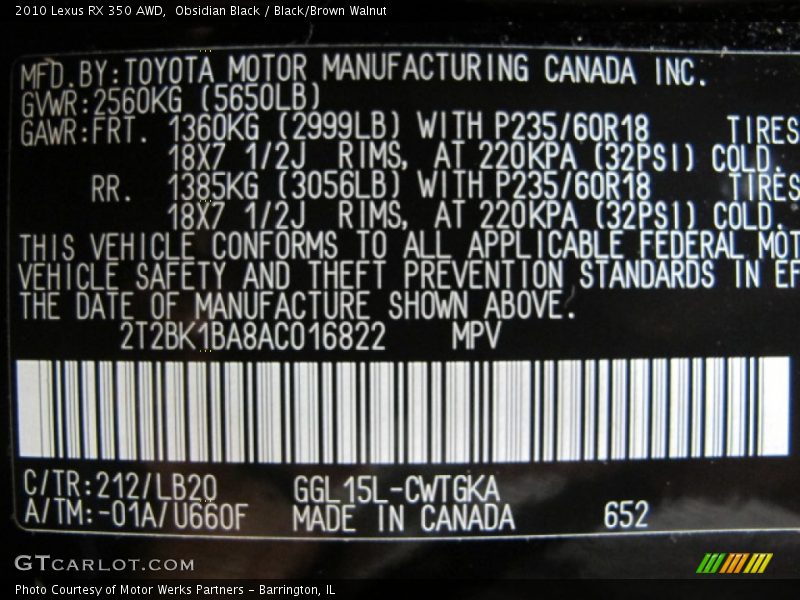 2010 Lexus RX 350 AWD,  Obsidian Black / Black/Brown Walnut
MFD.BY:TOYOTA MOTOR MANUFACTURING CANADA INC.
GVWR:2560KG (5650LB)
GAWR:FRT. 1360KG (2999LB) WITH P235/60R18 TIRES
18X7 1/2J RIMS, AT 220KPA (32PSI) COLD.
RR. 1385KG (3056LB) WITH P235/60R18 TIRES
18X7 1/2J RIMS, AT 220KPA (32PSI) COLD.
THIS VEHICLE CONFORMS TO ALL APPLICABLE FEDERAL MOT
VEHICLE SAFETY AND THEFT PREVENTION STANDARDS IN EF
THE DATE OF MANUFACTURE SHOWN ABOVE.
2T2BK1BA8AC016822 MPV
C/TR:212/LB20 GGL15L-CWTGKA
A/TM:-01A/U660F MADE IN CANADA 652
GTCARLOT.COM
Photo Courtesy of Motor Werks Partners - Barrington, IL